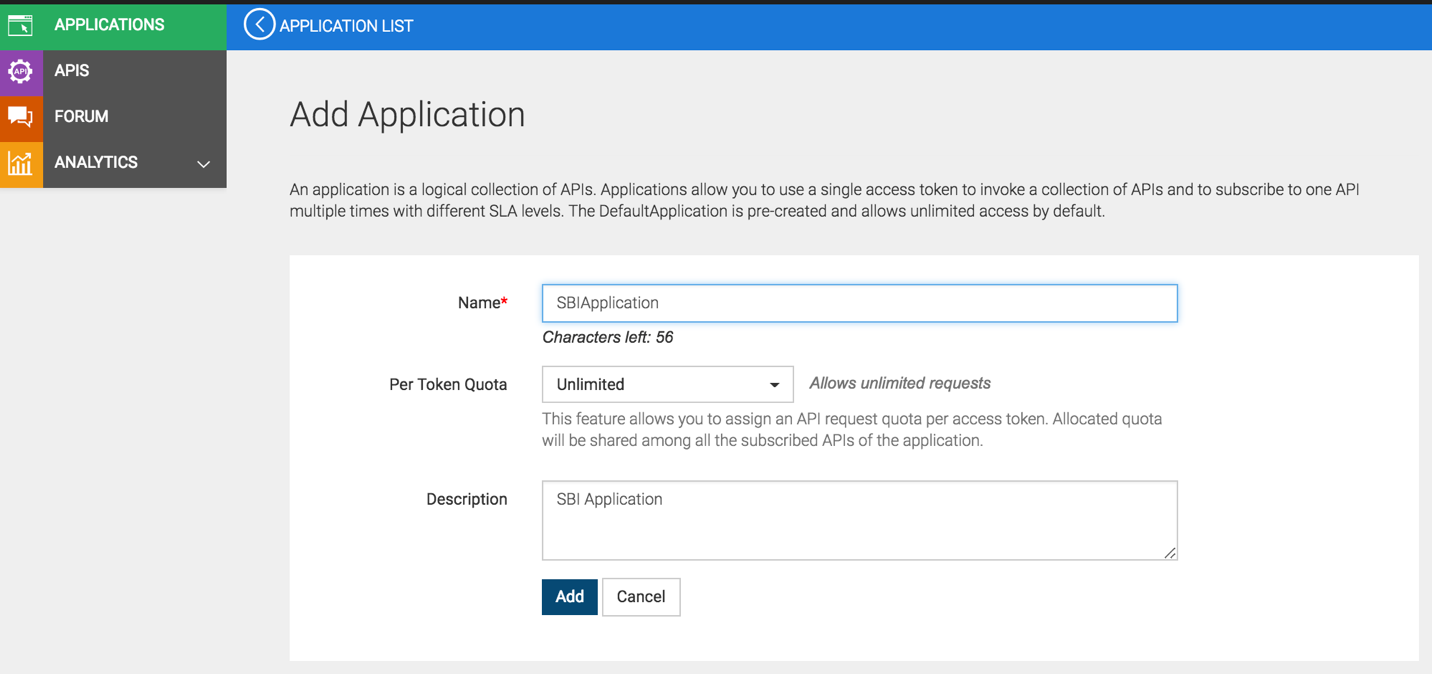 APPLICATIONS
APPLICATION LIST
API
APIS
FORUM
ANALYTICS
Add Application
An application is a logical collection of APIs. Applications allow you to use a single access token to invoke a collection of APIs and to subscribe to one API
multiple times with different SLA levels. The DefaultApplication is pre-created and allows unlimited access by default.
Name*
SBIApplication
Characters left: 56
Per Token Quota
Unlimited
Allows unlimited requests
This feature allows you to assign an API request quota per access token. Allocated quota
will be shared among all the subscribed APIs of the application.
Description
SBI Application
Add
Cancel